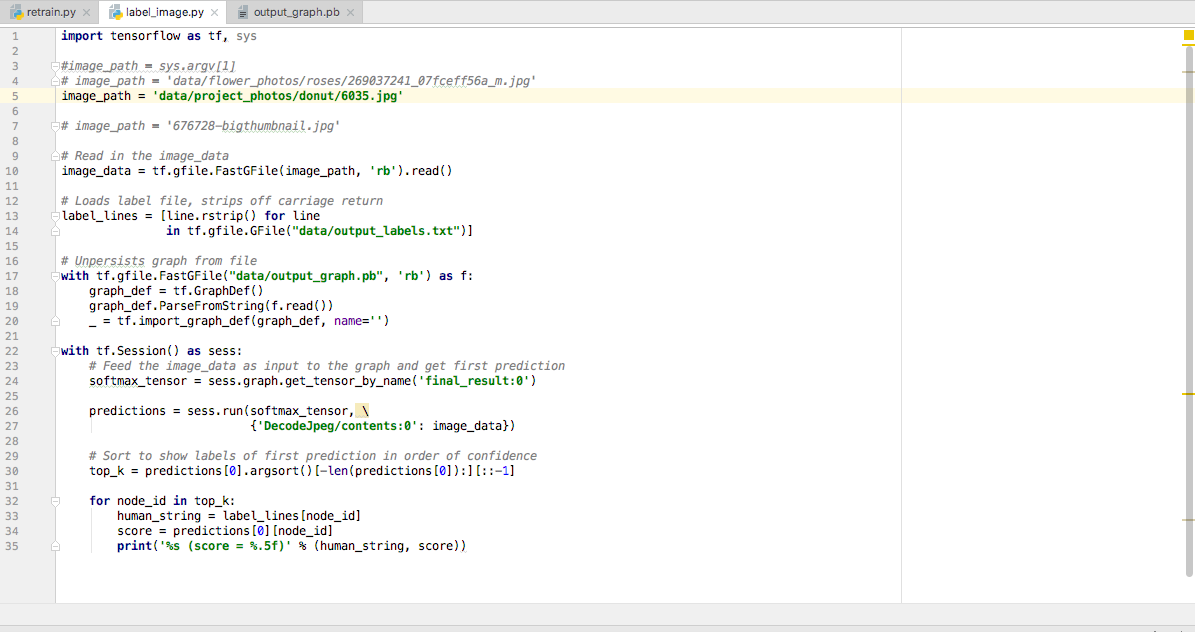 retrain.py
label_image.py
output_graph.pb
1 import tensorflow as tf, sys
2
3 #image_path = sys.argv[1]
4 # image_path = 'data/flower_photos/roses/269037241_07fceff56a_m.jpg'
5 image_path = 'data/project_photos/donut/6035.jpg'
6
7 # image_path = '676728-bigthumbnail.jpg'
8
9 # Read in the image_data
10 image_data = tf.gfile.FastGFile(image_path, 'rb').read()
11
12 # Loads label file, strips off carriage return
13 label_lines = [line.rstrip() for line
14                in tf.gfile.GFile("data/output_labels.txt")]
15
16 # Unpersists graph from file
17 with tf.gfile.FastGFile("data/output_graph.pb", 'rb') as f:
18     graph_def = tf.GraphDef()
19     graph_def.ParseFromString(f.read())
20     _ = tf.import_graph_def(graph_def, name='')
21
22 with tf.Session() as sess:
23     # Feed the image_data as input to the graph and get first prediction
24     softmax_tensor = sess.graph.get_tensor_by_name('final_result:0')
25
26     predictions = sess.run(softmax_tensor, \
27                            {'DecodeJpeg/contents:0': image_data})
28
29     # Sort to show labels of first prediction in order of confidence
30     top_k = predictions[0].argsort()[-len(predictions[0]):][::-1]
31
32     for node_id in top_k:
33         human_string = label_lines[node_id]
34         score = predictions[0][node_id]
35         print('%s (score = %.5f)' % (human_string, score))